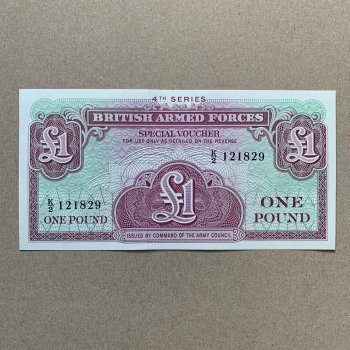 4TH SERIES
BRITISH ARMED FORCES
SPECIAL VOUCHER
FOR USE ONLY AS DETAILED ON THE REVERSE
£1
£1
K/2 121829
K/2 121829
ONE POUND
£1
ONE
POUND
ISSUED BY COMMAND OF THE ARMY COUNCIL